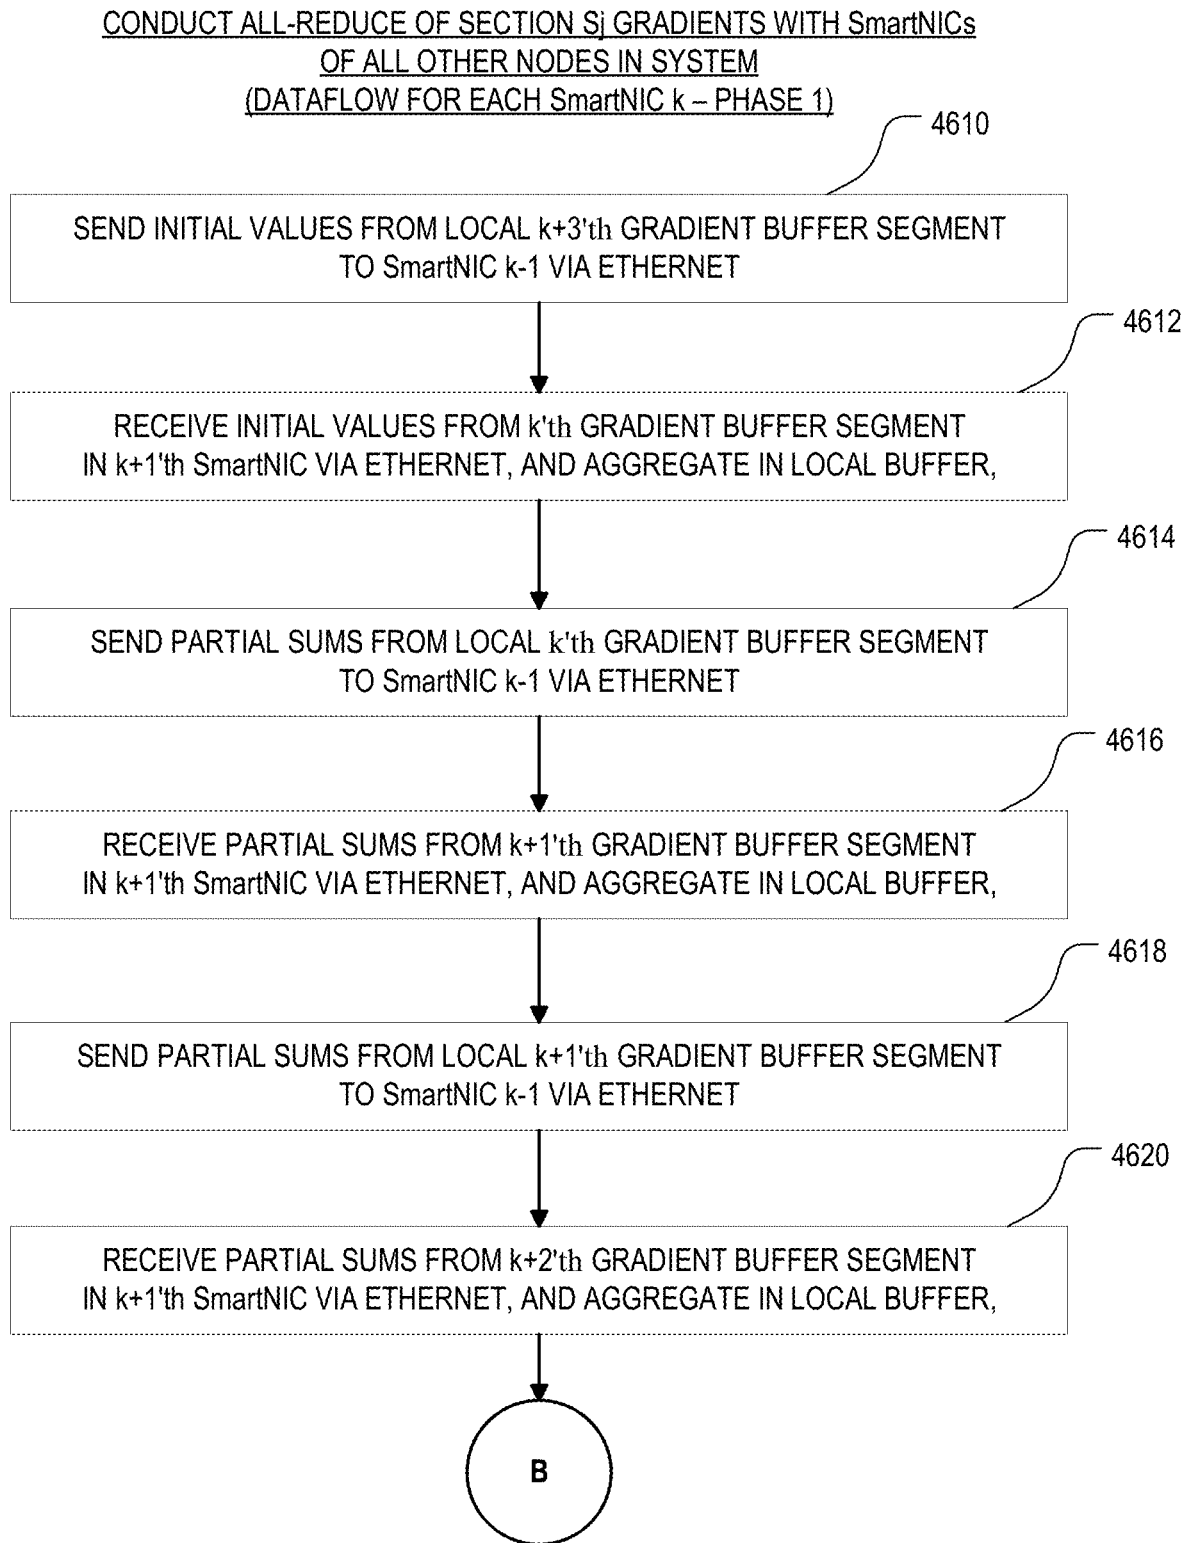 CONDUCT ALL-REDUCE OF SECTION Sj GRADIENTS WITH SmartNICs
OF ALL OTHER NODES IN SYSTEM
(DATAFLOW FOR EACH SmartNIC k – PHASE 1)
4610
SEND INITIAL VALUES FROM LOCAL k+3'th GRADIENT BUFFER SEGMENT
TO SmartNIC k-1 VIA ETHERNET
4612
RECEIVE INITIAL VALUES FROM k'th GRADIENT BUFFER SEGMENT
IN k+1'th SmartNIC VIA ETHERNET, AND AGGREGATE IN LOCAL BUFFER,
4614
SEND PARTIAL SUMS FROM LOCAL k'th GRADIENT BUFFER SEGMENT
TO SmartNIC k-1 VIA ETHERNET
4616
RECEIVE PARTIAL SUMS FROM k+1'th GRADIENT BUFFER SEGMENT
IN k+1'th SmartNIC VIA ETHERNET, AND AGGREGATE IN LOCAL BUFFER,
4618
SEND PARTIAL SUMS FROM LOCAL k+1'th GRADIENT BUFFER SEGMENT
TO SmartNIC k-1 VIA ETHERNET
4620
RECEIVE PARTIAL SUMS FROM k+2'th GRADIENT BUFFER SEGMENT
IN k+1'th SmartNIC VIA ETHERNET, AND AGGREGATE IN LOCAL BUFFER,
B